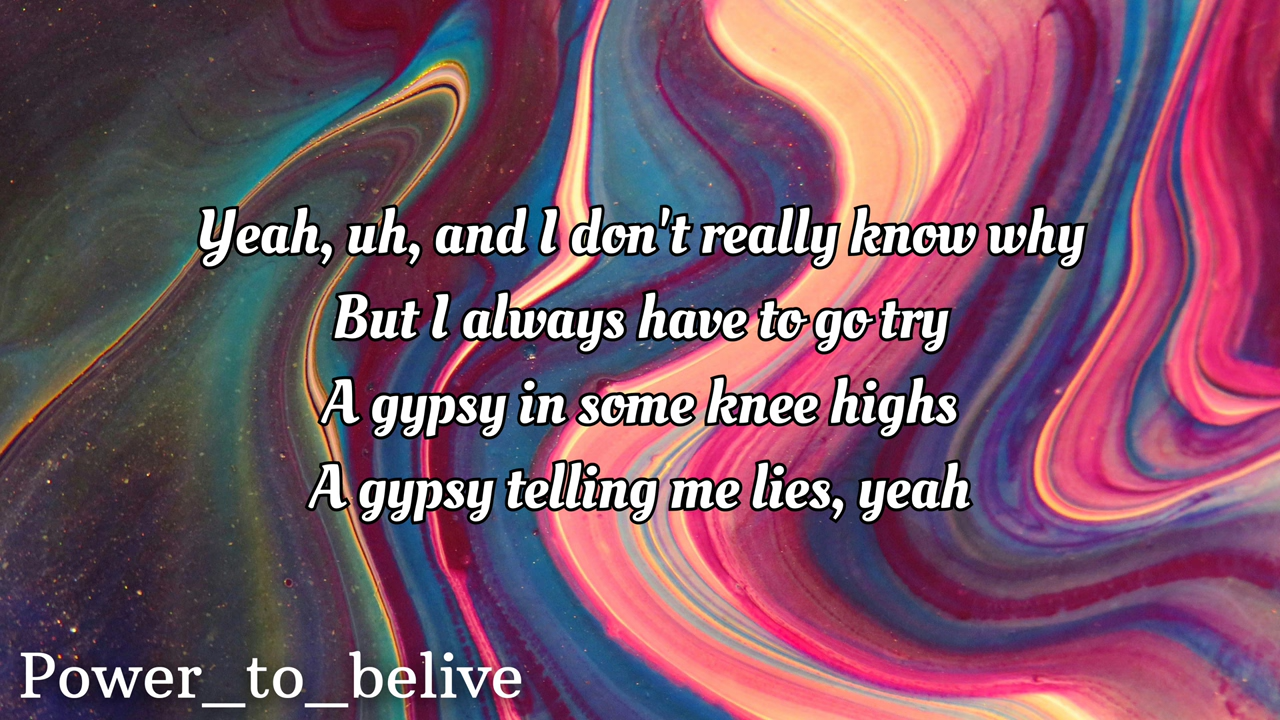 Yeah, uh, and I don't really know why
But I always have to go try
A gypsy in some knee highs
A gypsy telling me lies, yeah
Power_to_belive